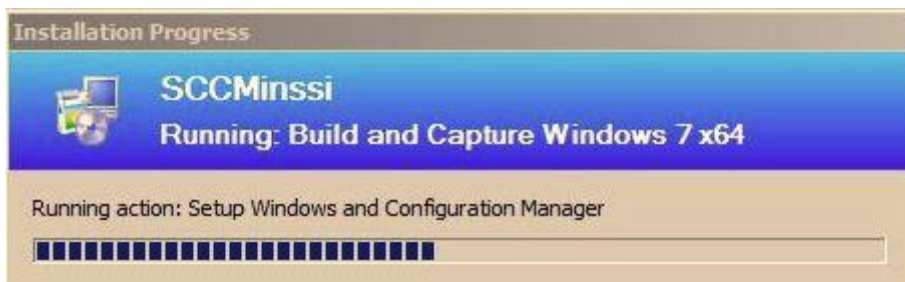 Installation Progress
SCCMinssi
Running: Build and Capture Windows 7 x64
Running action: Setup Windows and Configuration Manager